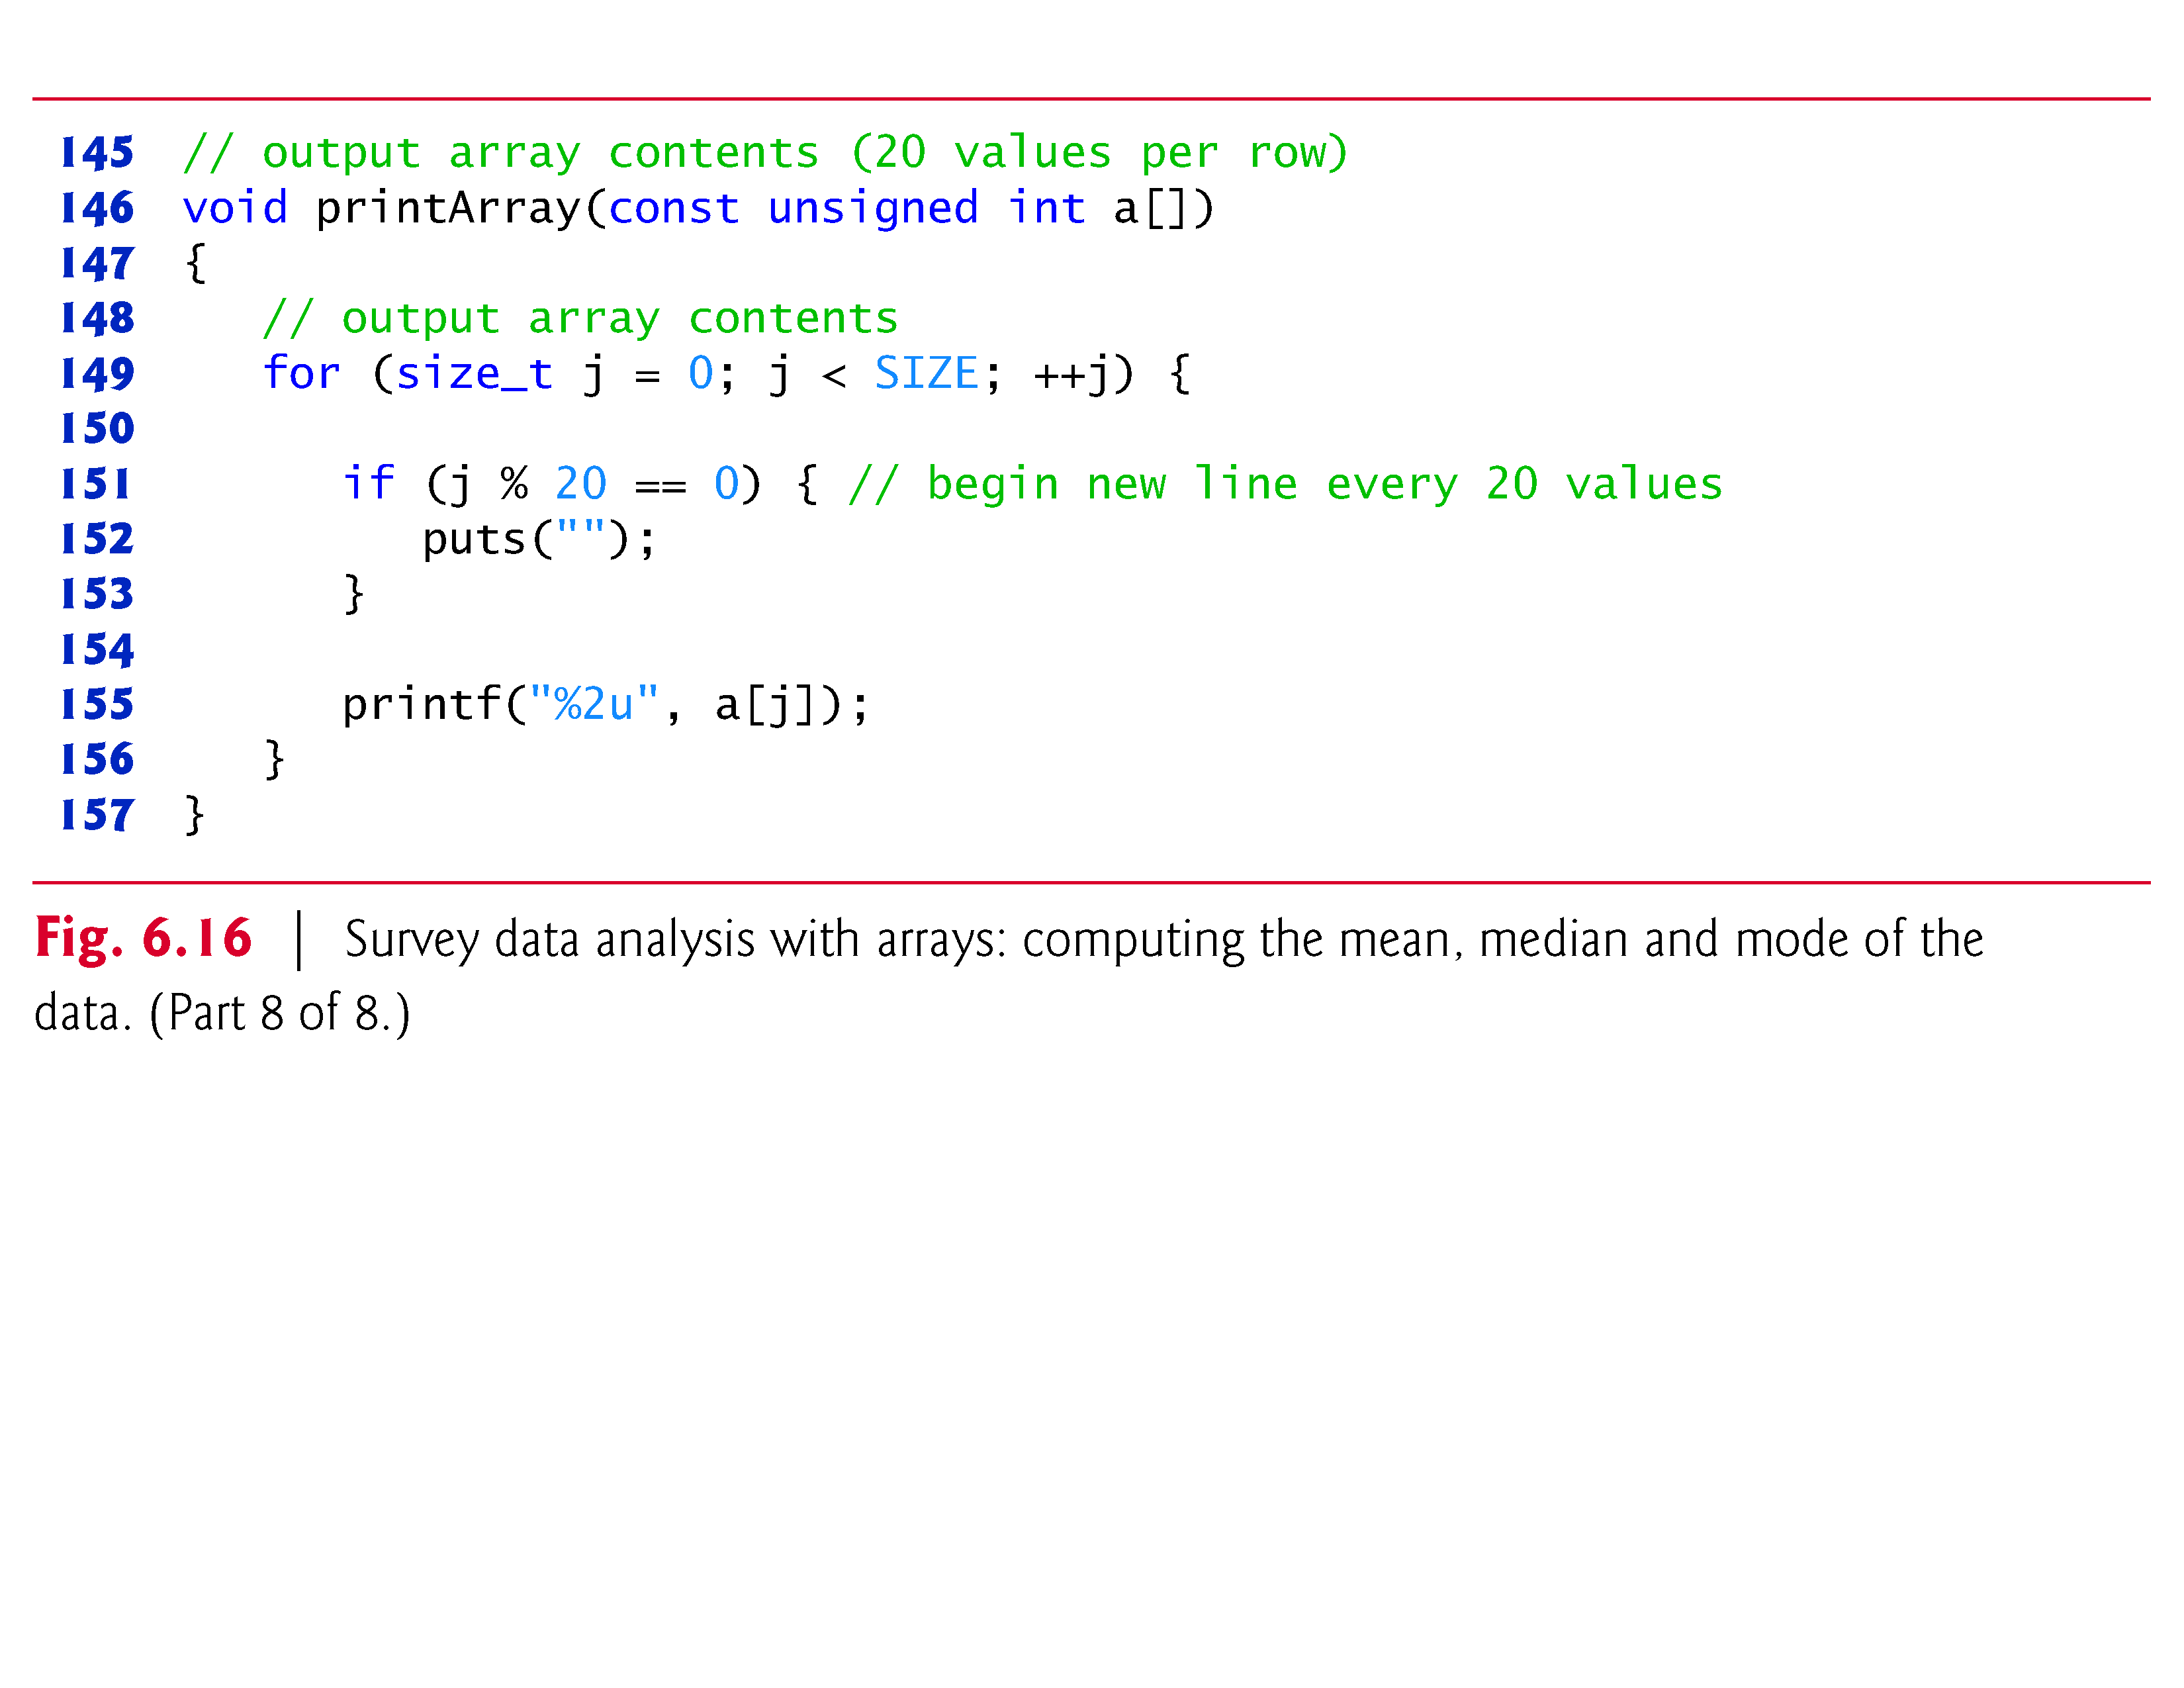 145 // output array contents (20 values per row)
146 void printArray(const unsigned int a[])
147 {
148    // output array contents
149    for (size_t j = 0; j < SIZE; ++j) {
150
151       if (j % 20 == 0) { // begin new line every 20 values
152          puts("");
153       }
154
155       printf("%2u", a[j]);
156    }
157 }
Fig. 6.16 | Survey data analysis with arrays: computing the mean, median and mode of the
data. (Part 8 of 8.)